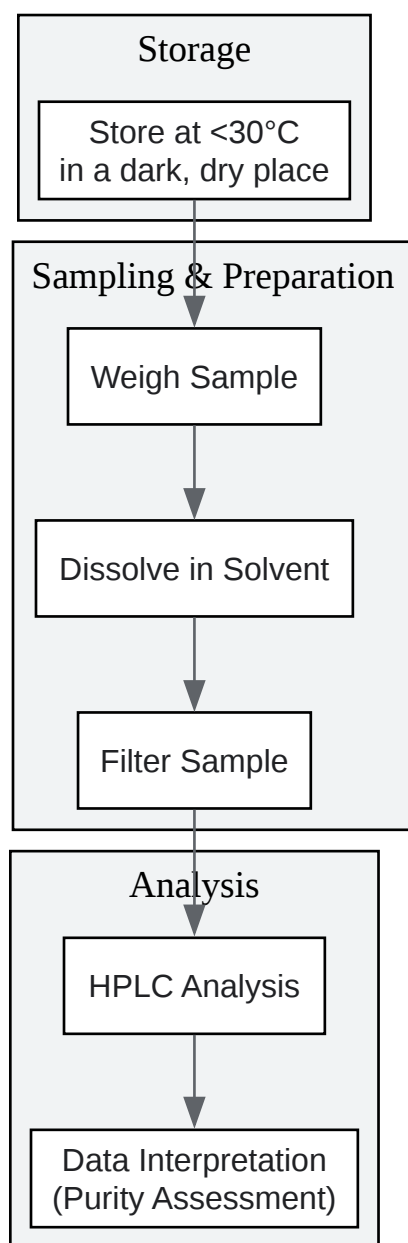 Storage
Store at <30°C
in a dark, dry place
Sampling & Preparation
Weigh Sample
Dissolve in Solvent
Filter Sample
Analysis
HPLC Analysis
Data Interpretation
(Purity Assessment)